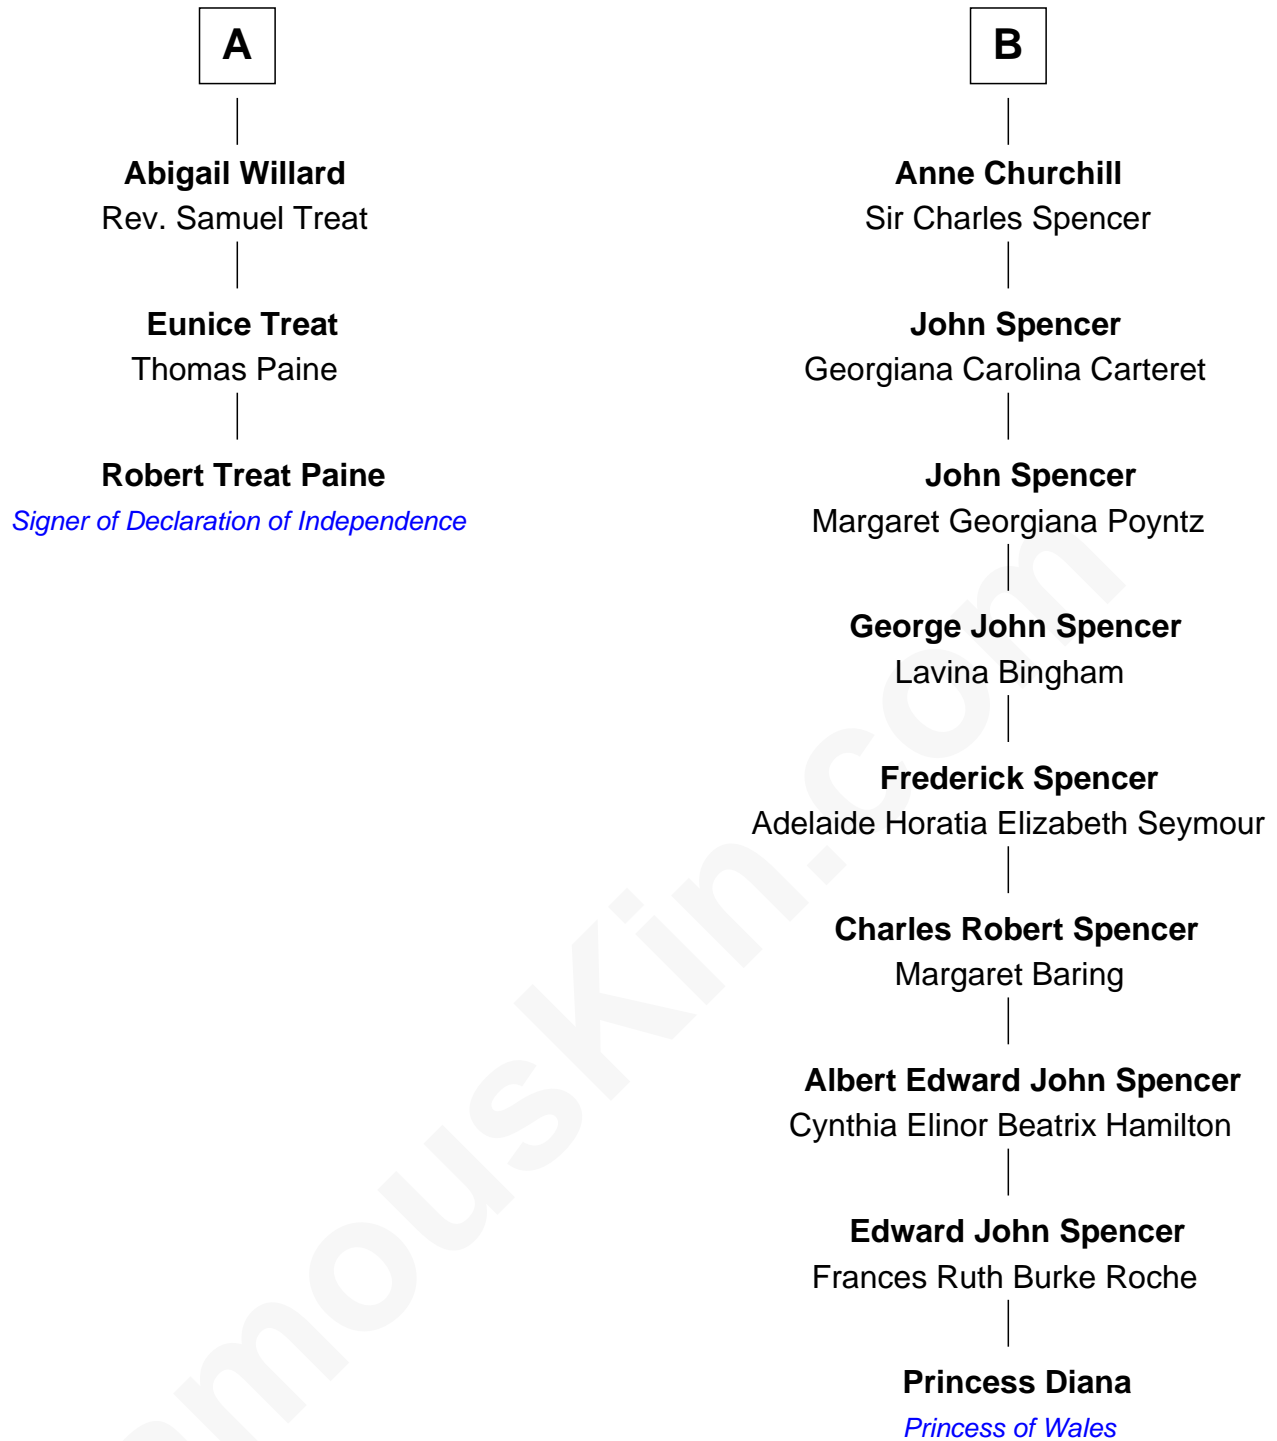 A
Abigail Willard
Rev. Samuel Treat
Eunice Treat
Thomas Paine
Robert Treat Paine
Signer of Declaration of Independence
B
Anne Churchill
Sir Charles Spencer
John Spencer
Georgiana Carolina Carteret
John Spencer
Margaret Georgiana Poyntz
George John Spencer
Lavina Bingham
Frederick Spencer
Adelaide Horatia Elizabeth Seymour
Charles Robert Spencer
Margaret Baring
Albert Edward John Spencer
Cynthia Elinor Beatrix Hamilton
Edward John Spencer
Frances Ruth Burke Roche
Princess Diana
Princess of Wales
amouskin.com